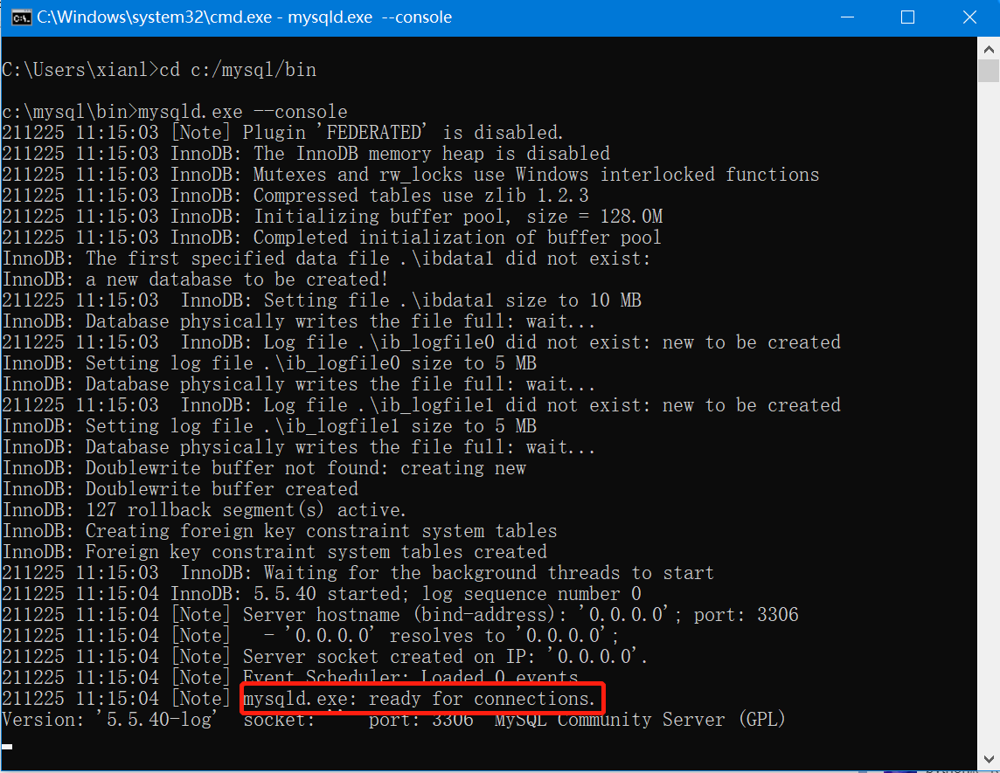 C:\Windows\system32\cmd.exe - mysqld.exe --console
C:\Users\xianl>cd c:/mysql/bin
c:\mysql\bin>mysqld.exe --console
211225 11:15:03 [Note] Plugin 'FEDERATED' is disabled.
211225 11:15:03 InnoDB: The InnoDB memory heap is disabled
211225 11:15:03 InnoDB: Mutexes and rw_locks use Windows interlocked functions
211225 11:15:03 InnoDB: Compressed tables use zlib 1.2.3
211225 11:15:03 InnoDB: Initializing buffer pool, size = 128.0M
211225 11:15:03 InnoDB: Completed initialization of buffer pool
InnoDB: The first specified data file .\ibdata1 did not exist:
InnoDB: a new database to be created!
211225 11:15:03  InnoDB: Setting file .\ibdata1 size to 10 MB
InnoDB: Database physically writes the file full: wait...
211225 11:15:03  InnoDB: Log file .\ib_logfile0 did not exist: new to be created
InnoDB: Setting log file .\ib_logfile0 size to 5 MB
InnoDB: Database physically writes the file full: wait...
211225 11:15:03  InnoDB: Log file .\ib_logfile1 did not exist: new to be created
InnoDB: Setting log file .\ib_logfile1 size to 5 MB
InnoDB: Database physically writes the file full: wait...
InnoDB: Doublewrite buffer not found: creating new
InnoDB: Doublewrite buffer created
InnoDB: 127 rollback segment(s) active.
InnoDB: Creating foreign key constraint system tables
InnoDB: Foreign key constraint system tables created
211225 11:15:03  InnoDB: Waiting for the background threads to start
211225 11:15:04 InnoDB: 5.5.40 started; log sequence number 0
211225 11:15:04 [Note] Server hostname (bind-address): '0.0.0.0'; port: 3306
211225 11:15:04 [Note]   - '0.0.0.0' resolves to '0.0.0.0';
211225 11:15:04 [Note] Server socket created on IP: '0.0.0.0'.
211225 11:15:04 [Note] Event Scheduler: Loaded 0 events
211225 11:15:04 [Note] mysqld.exe: ready for connections.
Version: '5.5.40-log'  socket: ''  port: 3306  MySQL Community Server (GPL)